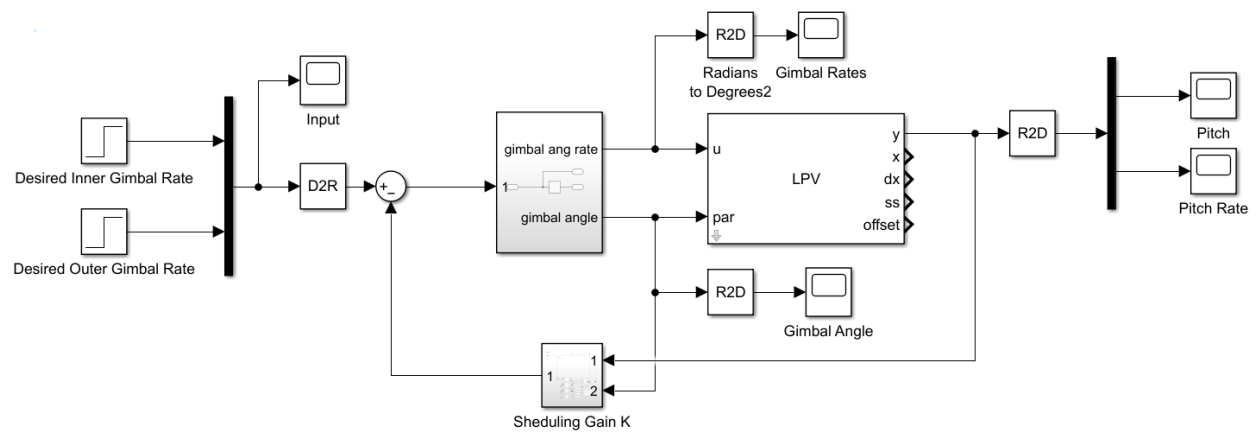 R2D
Radians
to Degrees2
Gimbal Rates
Input
Desired Inner Gimbal Rate
Desired Outer Gimbal Rate
D2R
+
−
1
gimbal ang rate
gimbal angle
u
par
LPV
y
x
dx
ss
offset
R2D
Pitch
Pitch Rate
R2D
Gimbal Angle
1
1
2
Sheduling Gain K